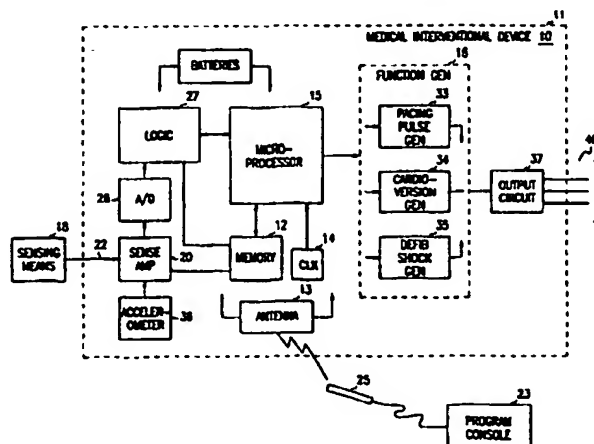 11
MEDICAL INTERVENTIONAL DEVICE 10
BATTERIES
16
27
15
FUNCTION GEN
33
LOGIC
MICRO-
PROCESSOR
PACING
PULSE
GEN
34
37
40
CARDIO-
VERSION
GEN
OUTPUT
CIRCUIT
28
A/D
18
12
14
35
SENSING
MEANS
22
SENSE
AMP
20
MEMORY
CLK
DEFIB
SHOCK
GEN
13
ACCELER-
OMETER
36
ANTENNA
25
23
PROGRAM
CONSOLE